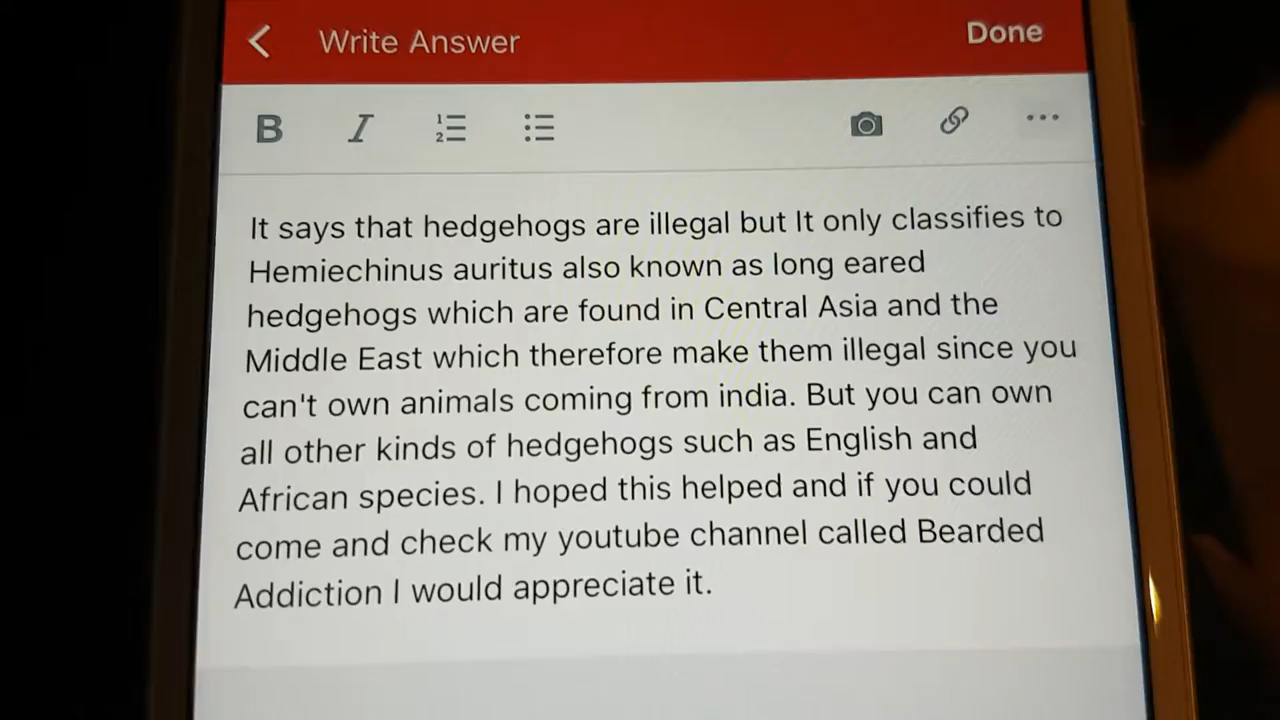 Write Answer
Done
B I
It says that hedgehogs are illegal but It only classifies to
Hemiechinus auritus also known as long eared
hedgehogs which are found in Central Asia and the
Middle East which therefore make them illegal since you
can't own animals coming from india. But you can own
all other kinds of hedgehogs such as English and
African species. I hoped this helped and if you could
come and check my youtube channel called Bearded
Addiction I would appreciate it.